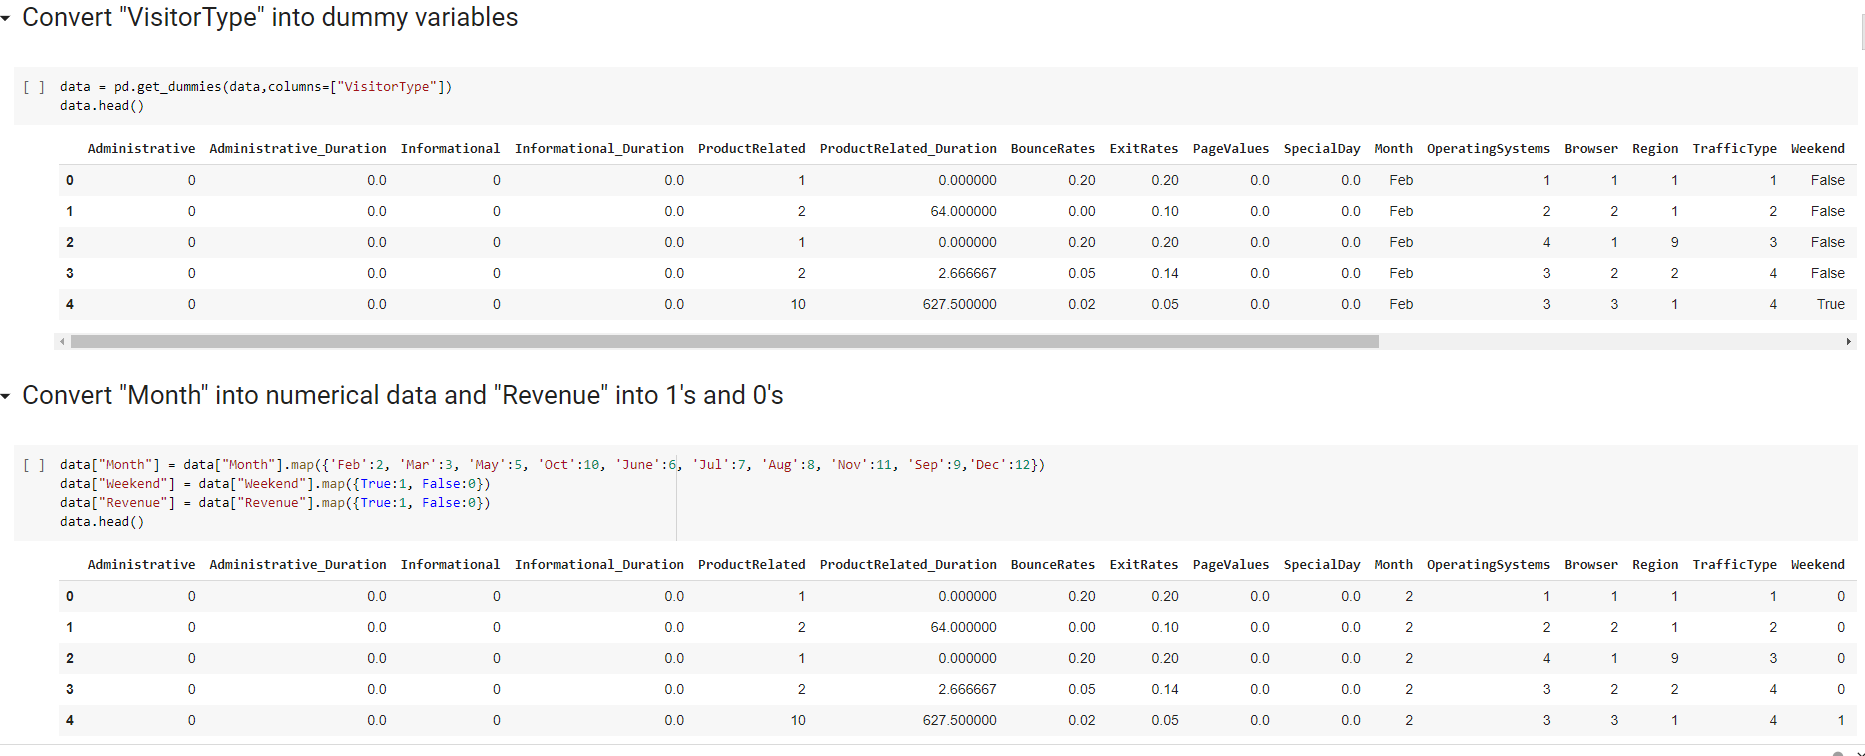 Convert "VisitorType" into dummy variables
[ ] data = pd.get_dummies(data,columns=["VisitorType"])
data.head()
Administrative Administrative_Duration Informational Informational_Duration ProductRelated ProductRelated_Duration BounceRates ExitRates PageValues SpecialDay Month OperatingSystems Browser Region TrafficType Weekend
0 0 0.0 0 0.0 1 0.000000 0.20 0.20 0.0 0.0 Feb 1 1 1 1 False
1 0 0.0 0 0.0 2 64.000000 0.00 0.10 0.0 0.0 Feb 2 2 1 2 False
2 0 0.0 0 0.0 1 0.000000 0.20 0.20 0.0 0.0 Feb 4 1 9 3 False
3 0 0.0 0 0.0 2 2.666667 0.05 0.14 0.0 0.0 Feb 3 2 2 4 False
4 0 0.0 0 0.0 10 627.500000 0.02 0.05 0.0 0.0 Feb 3 3 1 4 True
Convert "Month" into numerical data and "Revenue" into 1's and 0's
[ ] data["Month"] = data["Month"].map({'Feb':2, 'Mar':3, 'May':5, 'Oct':10, 'June':6, 'Jul':7, 'Aug':8, 'Nov':11, 'Sep':9,'Dec':12})
data["Weekend"] = data["Weekend"].map({True:1, False:0})
data["Revenue"] = data["Revenue"].map({True:1, False:0})
data.head()
Administrative Administrative_Duration Informational Informational_Duration ProductRelated ProductRelated_Duration BounceRates ExitRates PageValues SpecialDay Month OperatingSystems Browser Region TrafficType Weekend
0 0 0.0 0 0.0 1 0.000000 0.20 0.20 0.0 0.0 2 1 1 1 1 0
1 0 0.0 0 0.0 2 64.000000 0.00 0.10 0.0 0.0 2 2 2 1 2 0
2 0 0.0 0 0.0 1 0.000000 0.20 0.20 0.0 0.0 2 4 1 9 3 0
3 0 0.0 0 0.0 2 2.666667 0.05 0.14 0.0 0.0 2 3 2 2 4 0
4 0 0.0 0 0.0 10 627.500000 0.02 0.05 0.0 0.0 2 3 3 1 4 1